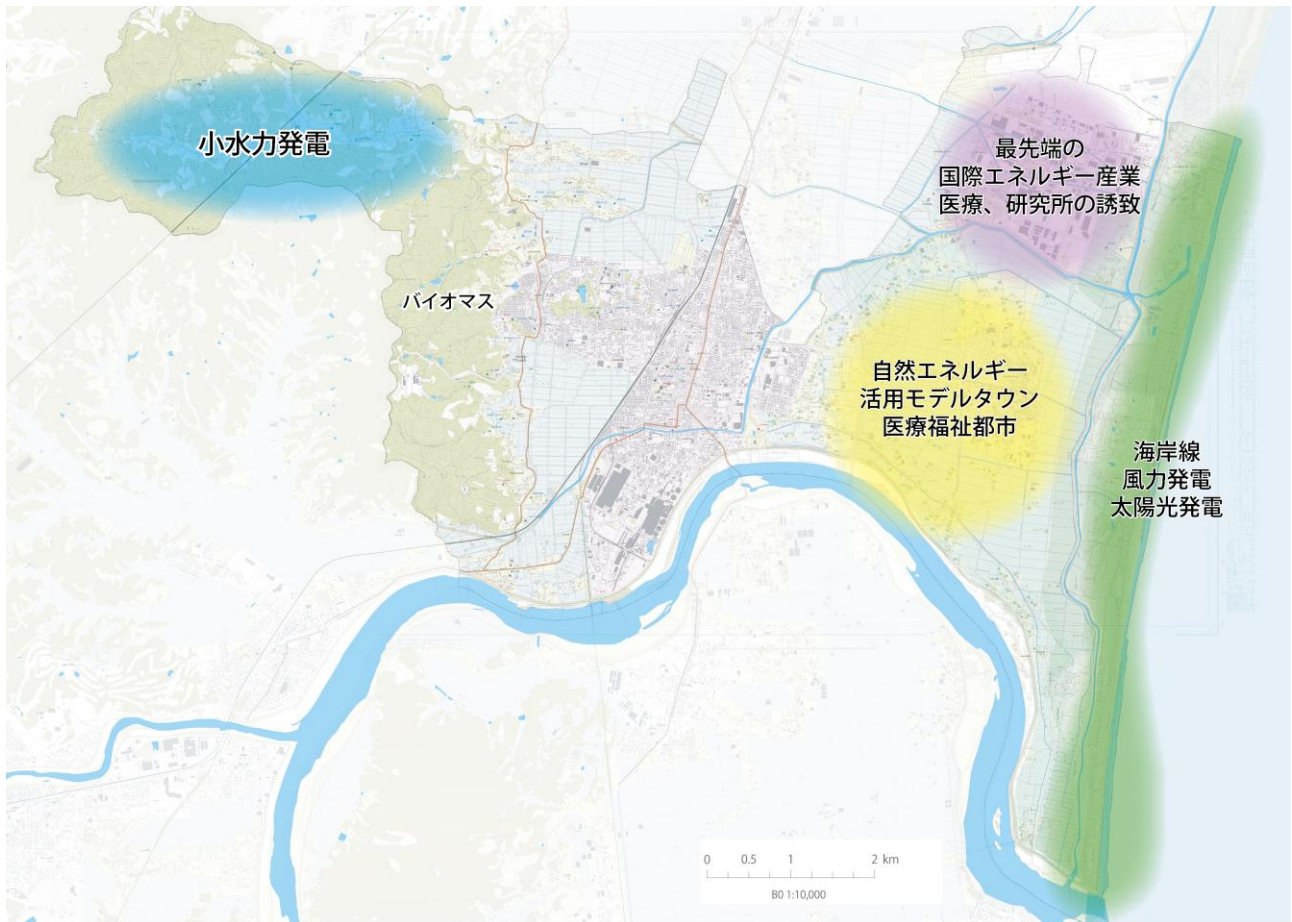 小水力発電
最先端の
国際エネルギー産業
医療、研究所の誘致
バイオマス
自然エネルギー
活用モデルタウン
医療福祉都市
海岸線
風力発電
太陽光発電
0 0.5 1 2 km
B0 1:10,000